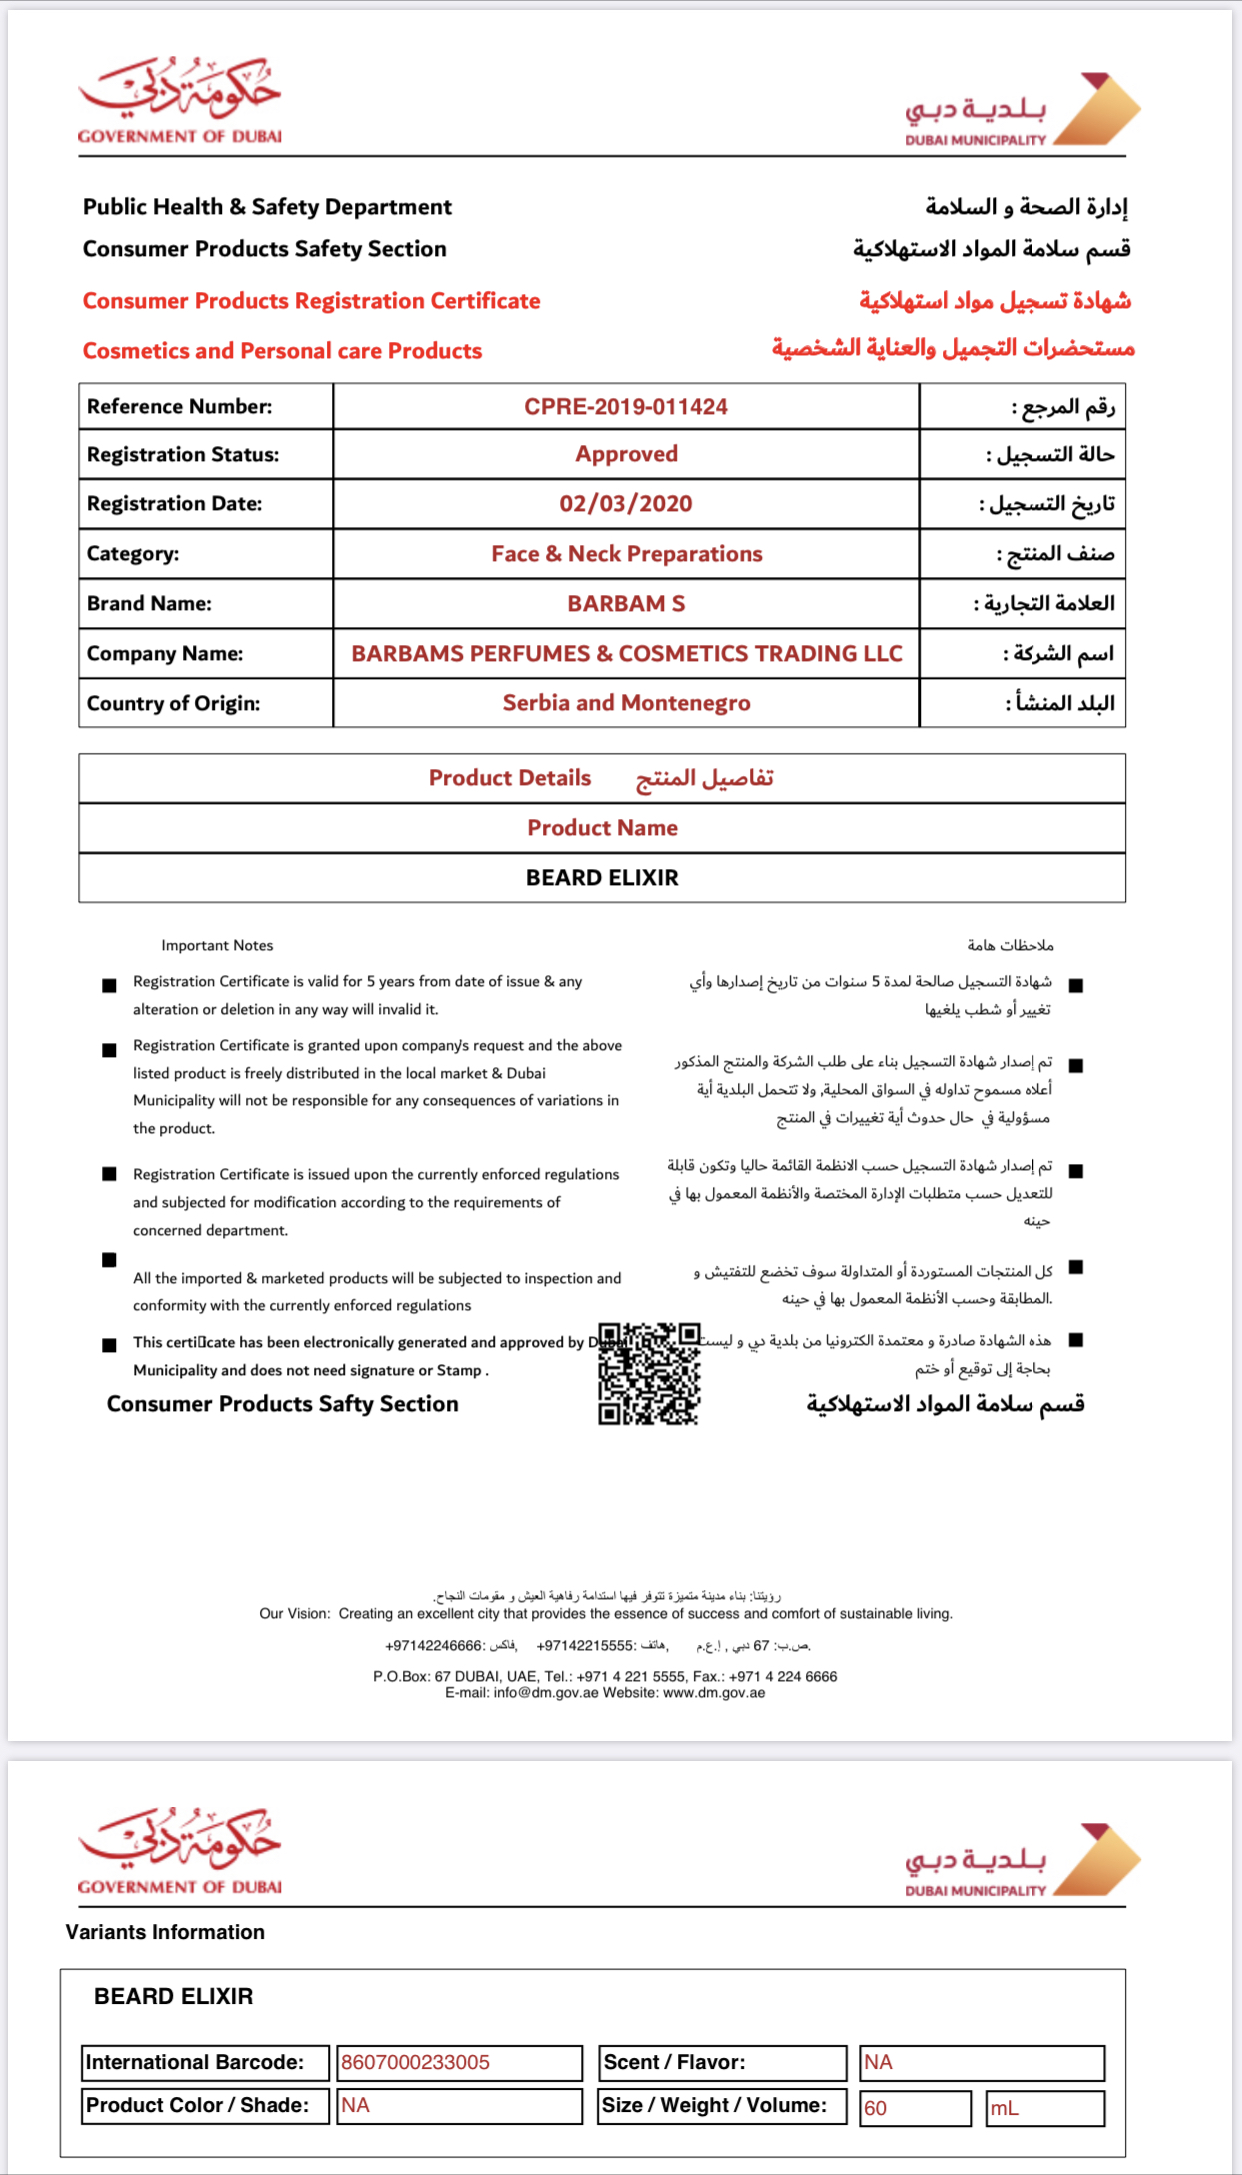 حكومة دبي
GOVERNMENT OF DUBAI
بلدية دبي
DUBAI MUNICIPALITY
Public Health & Safety Department
إدارة الصحة و السلامة
Consumer Products Safety Section
قسم سلامة المواد الاستهلاكية
Consumer Products Registration Certificate
شهادة تسجيل مواد استهلاكية
Cosmetics and Personal care Products
مستحضرات التجميل والعناية الشخصية
Reference Number: CPRE-2019-011424 رقم المرجع :
Registration Status: Approved حالة التسجيل :
Registration Date: 02/03/2020 تاريخ التسجيل :
Category: Face & Neck Preparations صنف المنتج :
Brand Name: BARBAM S العلامة التجارية :
Company Name: BARBAMS PERFUMES & COSMETICS TRADING LLC اسم الشركة :
Country of Origin: Serbia and Montenegro البلد المنشأ :
Product Details تفاصيل المنتج
Product Name
BEARD ELIXIR
Important Notes
Registration Certificate is valid for 5 years from date of issue & any
alteration or deletion in any way will invalid it.
Registration Certificate is granted upon company's request and the above
listed product is freely distributed in the local market & Dubai
Municipality will not be responsible for any consequences of variations in
the product.
Registration Certificate is issued upon the currently enforced regulations
and subjected for modification according to the requirements of
concerned department.
All the imported & marketed products will be subjected to inspection and
conformity with the currently enforced regulations
This certi▯cate has been electronically generated and approved by Dubai
Municipality and does not need signature or Stamp .
Consumer Products Safty Section
ملاحظات هامة
شهادة التسجيل صالحة لمدة 5 سنوات من تاريخ إصدارها وأي
تغيير أو شطب يلغيها
تم إصدار شهادة التسجيل بناء على طلب الشركة والمنتج المذكور
أعلاه مسموح تداوله في السواق المحلية, ولا تتحمل البلدية أية
مسؤولية في حال حدوث أية تغييرات في المنتج
تم إصدار شهادة التسجيل حسب الانظمة القائمة حاليا وتكون قابلة
للتعديل حسب متطلبات الإدارة المختصة والأنظمة المعمول بها في
حينه
كل المنتجات المستوردة أو المتداولة سوف تخضع للتفتيش و
المطابقة وحسب الأنظمة المعمول بها في حينه.
هذه الشهادة صادرة و معتمدة الكترونيا من بلدية دبي و ليست
بحاجة إلى توقيع أو ختم
قسم سلامة المواد الاستهلاكية
رؤيتنا: بناء مدينة متميزة تتوفر فيها استدامة رفاهية العيش و مقومات النجاح.
Our Vision: Creating an excellent city that provides the essence of success and comfort of sustainable living.
ص.ب: 67 دبي , إ.ع.م, هاتف :97142215555+, فاكس :97142246666+
P.O.Box: 67 DUBAI, UAE, Tel.: +971 4 221 5555, Fax.: +971 4 224 6666
E-mail: info@dm.gov.ae Website: www.dm.gov.ae
حكومة دبي
GOVERNMENT OF DUBAI
بلدية دبي
DUBAI MUNICIPALITY
Variants Information
BEARD ELIXIR
International Barcode: 8607000233005 Scent / Flavor: NA
Product Color / Shade: NA Size / Weight / Volume: 60 mL